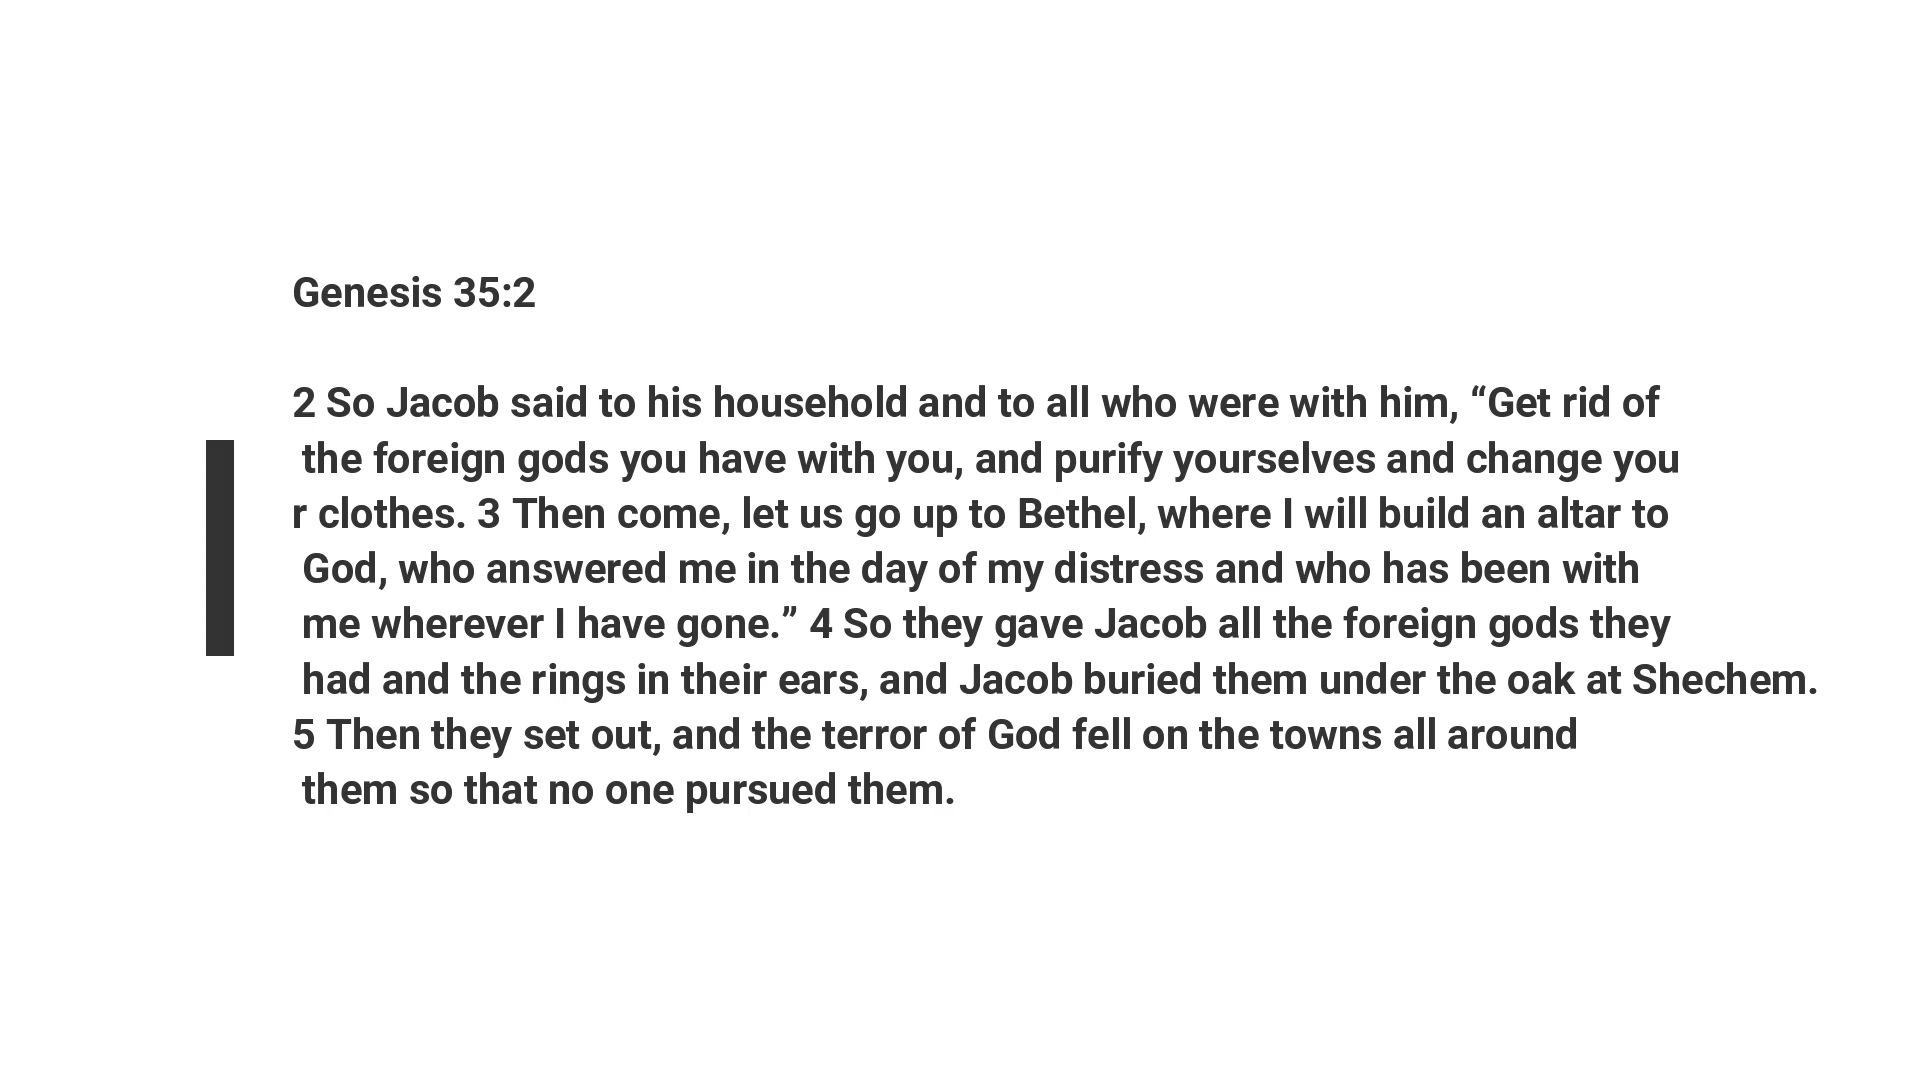 Genesis 35:2
2 So Jacob said to his household and to all who were with him, “Get rid of
the foreign gods you have with you, and purify yourselves and change you
r clothes. 3 Then come, let us go up to Bethel, where I will build an altar to
God, who answered me in the day of my distress and who has been with
me wherever I have gone.” 4 So they gave Jacob all the foreign gods they
had and the rings in their ears, and Jacob buried them under the oak at Shechem.
5 Then they set out, and the terror of God fell on the towns all around
them so that no one pursued them.